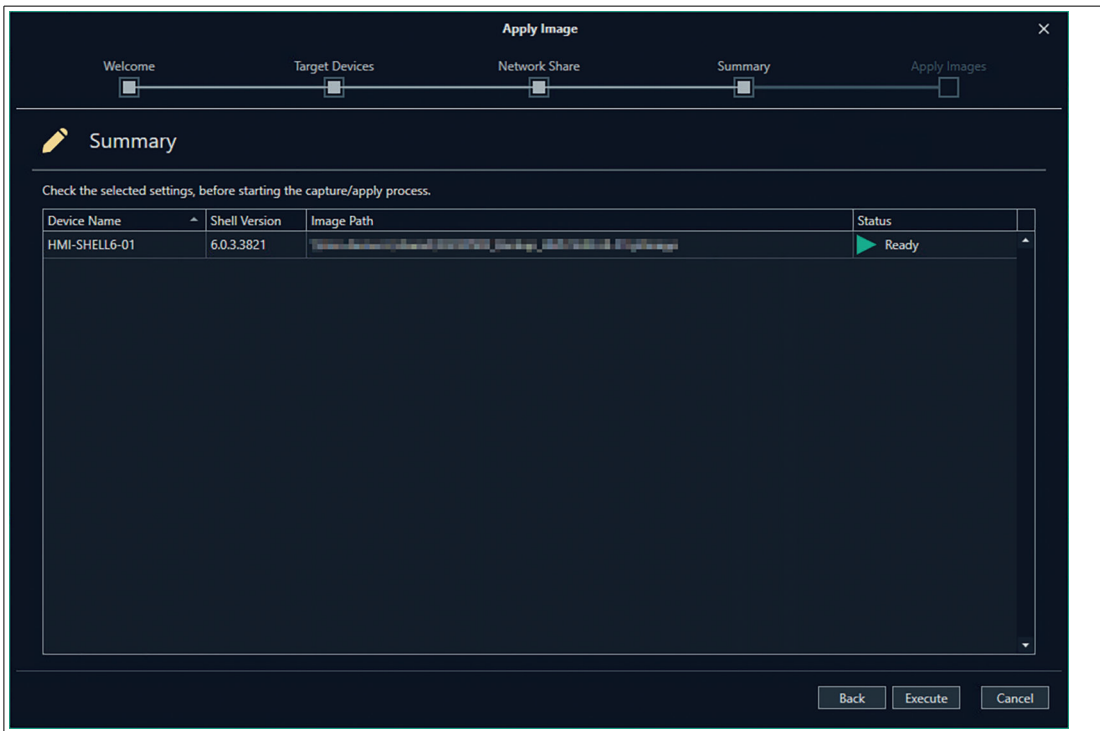 Apply Image
Welcome Target Devices Network Share Summary Apply Images
Summary
Check the selected settings, before starting the capture/apply process.
Device Name Shell Version Image Path Status
HMI-SHELL6-01 6.0.3.3821 Ready
Back Execute Cancel